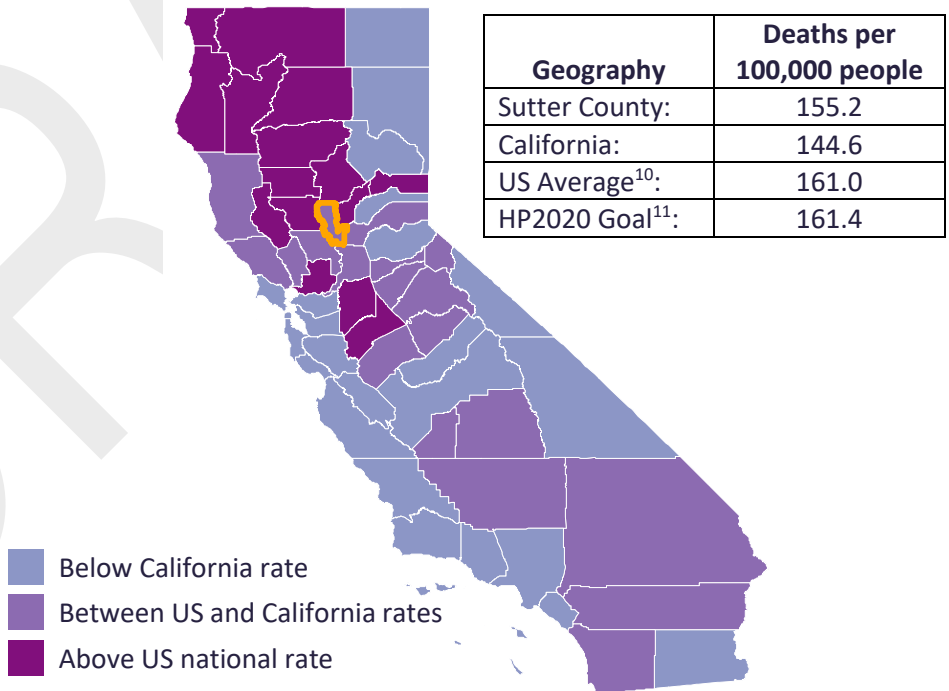 Geography Deaths per 100,000 people
Sutter County: 155.2
California: 144.6
US Average10: 161.0
HP2020 Goal11: 161.4
Below California rate
Between US and California rates
Above US national rate